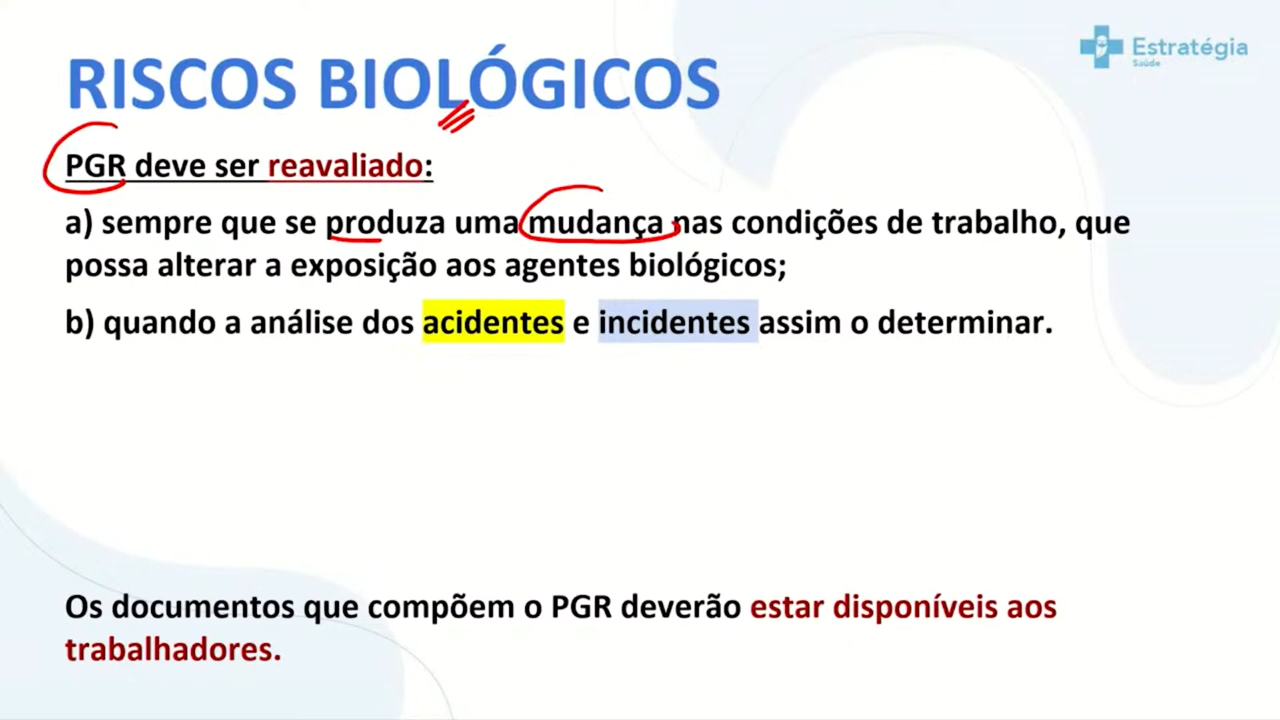 Estratégia
Saúde
RISCOS BIOLÓGICOS
PGR deve ser reavaliado:
a) sempre que se produza uma mudança nas condições de trabalho, que
possa alterar a exposição aos agentes biológicos;
b) quando a análise dos acidentes e incidentes assim o determinar.
Os documentos que compõem o PGR deverão estar disponíveis aos
trabalhadores.